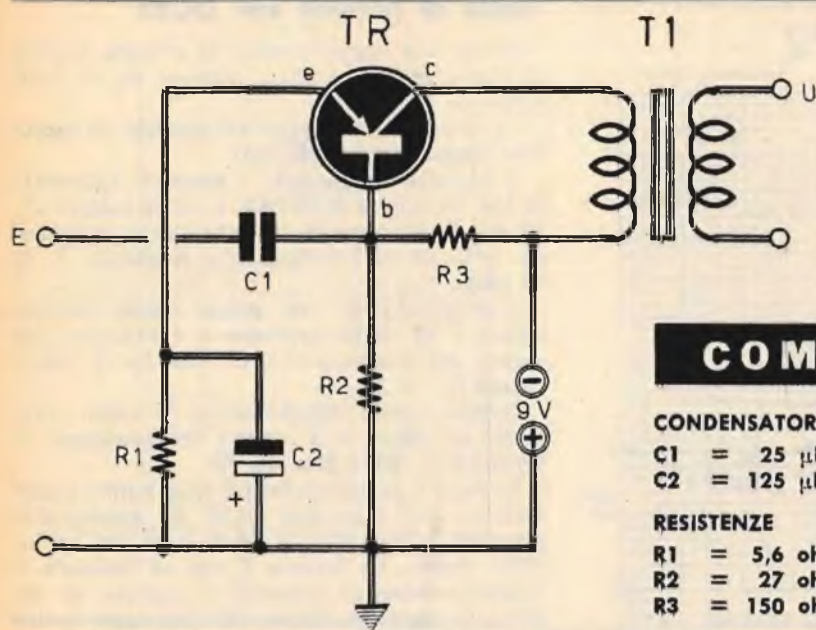 TR
T1
e
c
U
b
E
C1
R3
R2
9 V
R1
C2
+
COM
CONDENSATOR
C1 = 25 µ
C2 = 125 µ
RESISTENZE
R1 = 5,6 oh
R2 = 27 oh
R3 = 150 oh